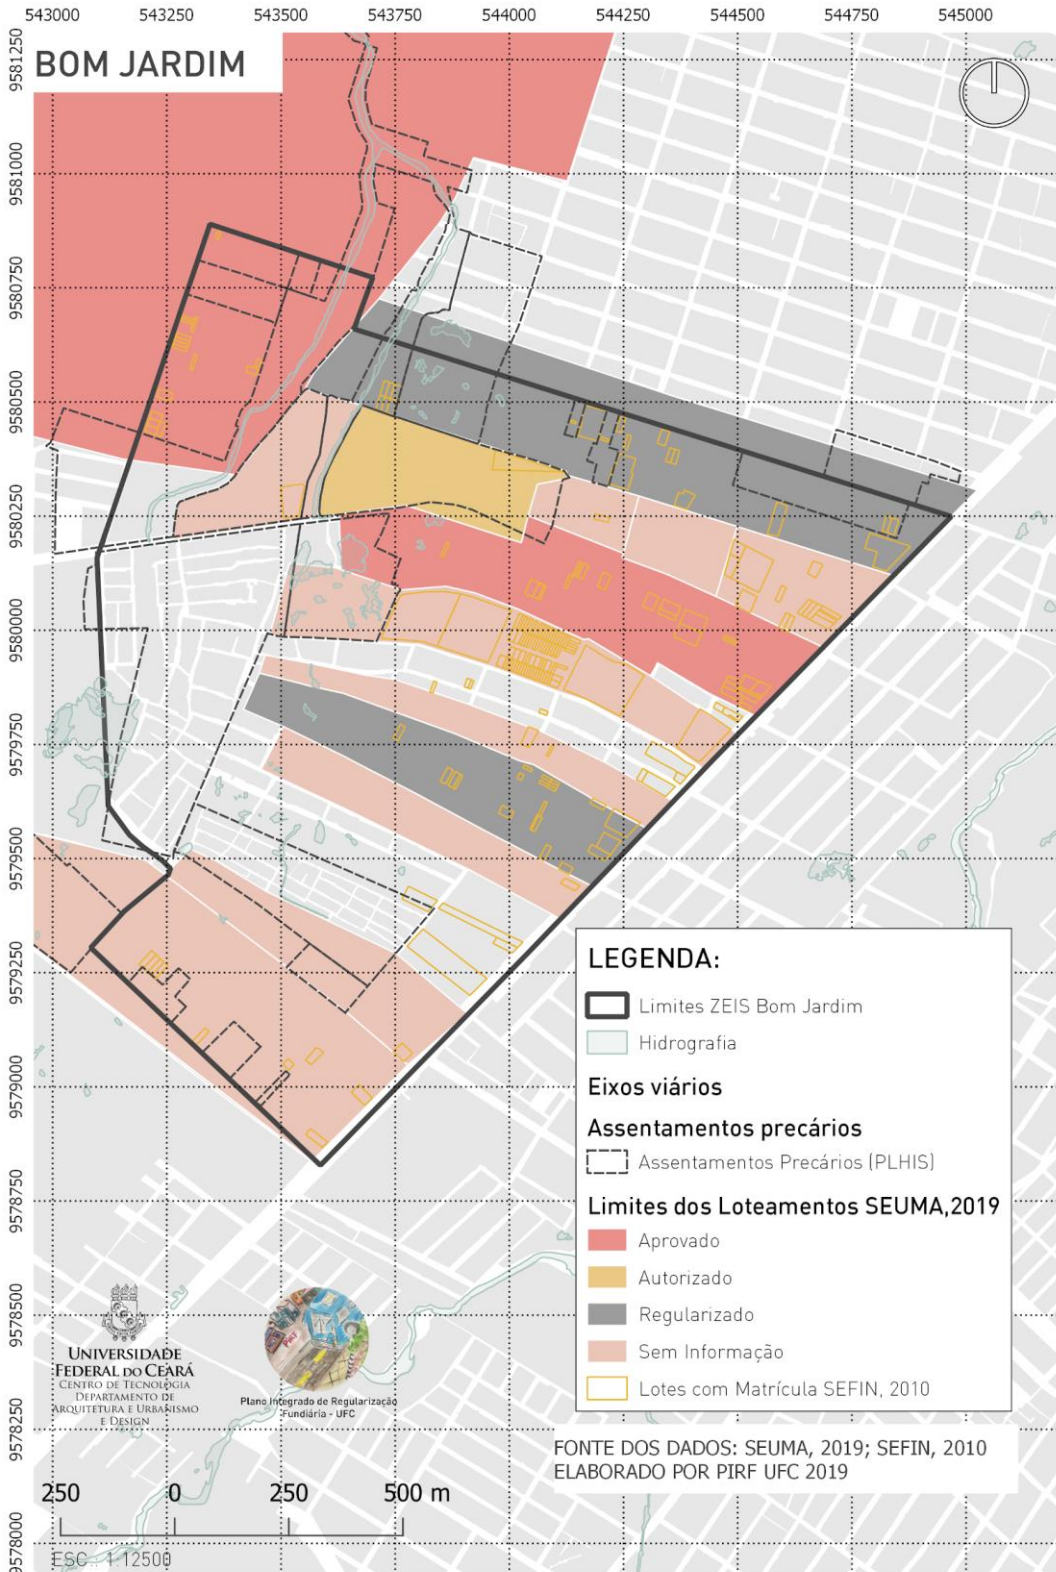 543000 543250 543500 543750 544000 544250 544500 544750 545000
BOM JARDIM
9581250
9581000
9580750
9580500
9580250
9580000
9579750
9579500
9579250
9579000
9578750
9578500
9578250
9578000
LEGENDA:
Limites ZEIS Bom Jardim
Hidrografia
Eixos viários
Assentamentos precários
Assentamentos Precários (PLHIS)
Limites dos Loteamentos SEUMA,2019
Aprovado
Autorizado
Regularizado
Sem Informação
Lotes com Matrícula SEFIN, 2010
UNIVERSIDADE
FEDERAL DO CEARÁ
CENTRO DE TECNOLOGIA
DEPARTAMENTO DE
ARQUITETURA E URBANISMO
E DESIGN
Plano Integrado de Regularização
Fundiária - UFC
FONTE DOS DADOS: SEUMA, 2019; SEFIN, 2010
ELABORADO POR PIRF UFC 2019
250 0 250 500 m
ESC.: 1:12500